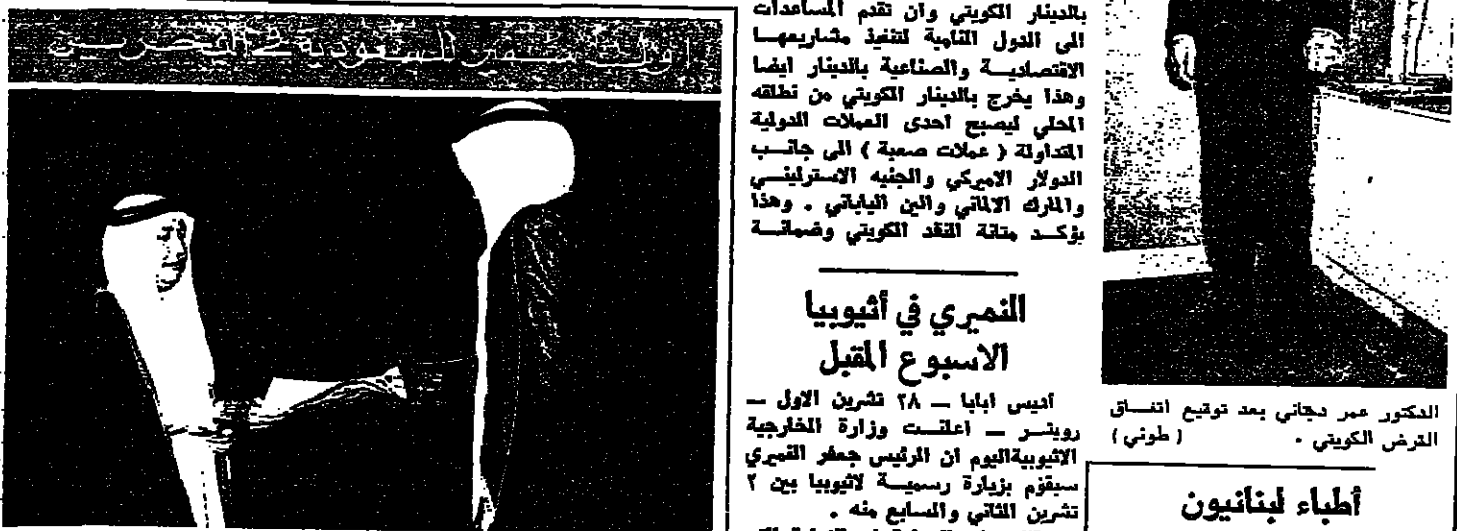 أطباء لبنانيون
الدكتور عمر دجاني بعد توقيع اتفاق
القرض الكويتي . ( طوني )
بالدينار الكويتي وان تقدم المساعدات
الى الدول النامية لتنفيذ مشاريعها
الاقتصادية والصناعية بالدينار ايضا
وهذا يخرج بالدينار الكويتي من نطاقه
المحلي ليصبح احدى العملات الدولية
المتداولة ( عملات صعبة ) الى جانب
الدولار الاميركي والجنيه الاسترليني
والمارك الالماني والين الياباني . وهذا
يؤكد متانة النقد الكويتي وضمانة
النميري في أثيوبيا
الاسبوع المقبل
اديس ابابا — ٢٨ تشرين الاول —
رويتر — اعلنت وزارة الخارجية
الاثيوبية اليوم ان الرئيس جعفر النميري
سيقوم بزيارة رسمية لاثيوبيا بين ٢
تشرين الثاني والسابع منه .
سفير السعودية في البحرين